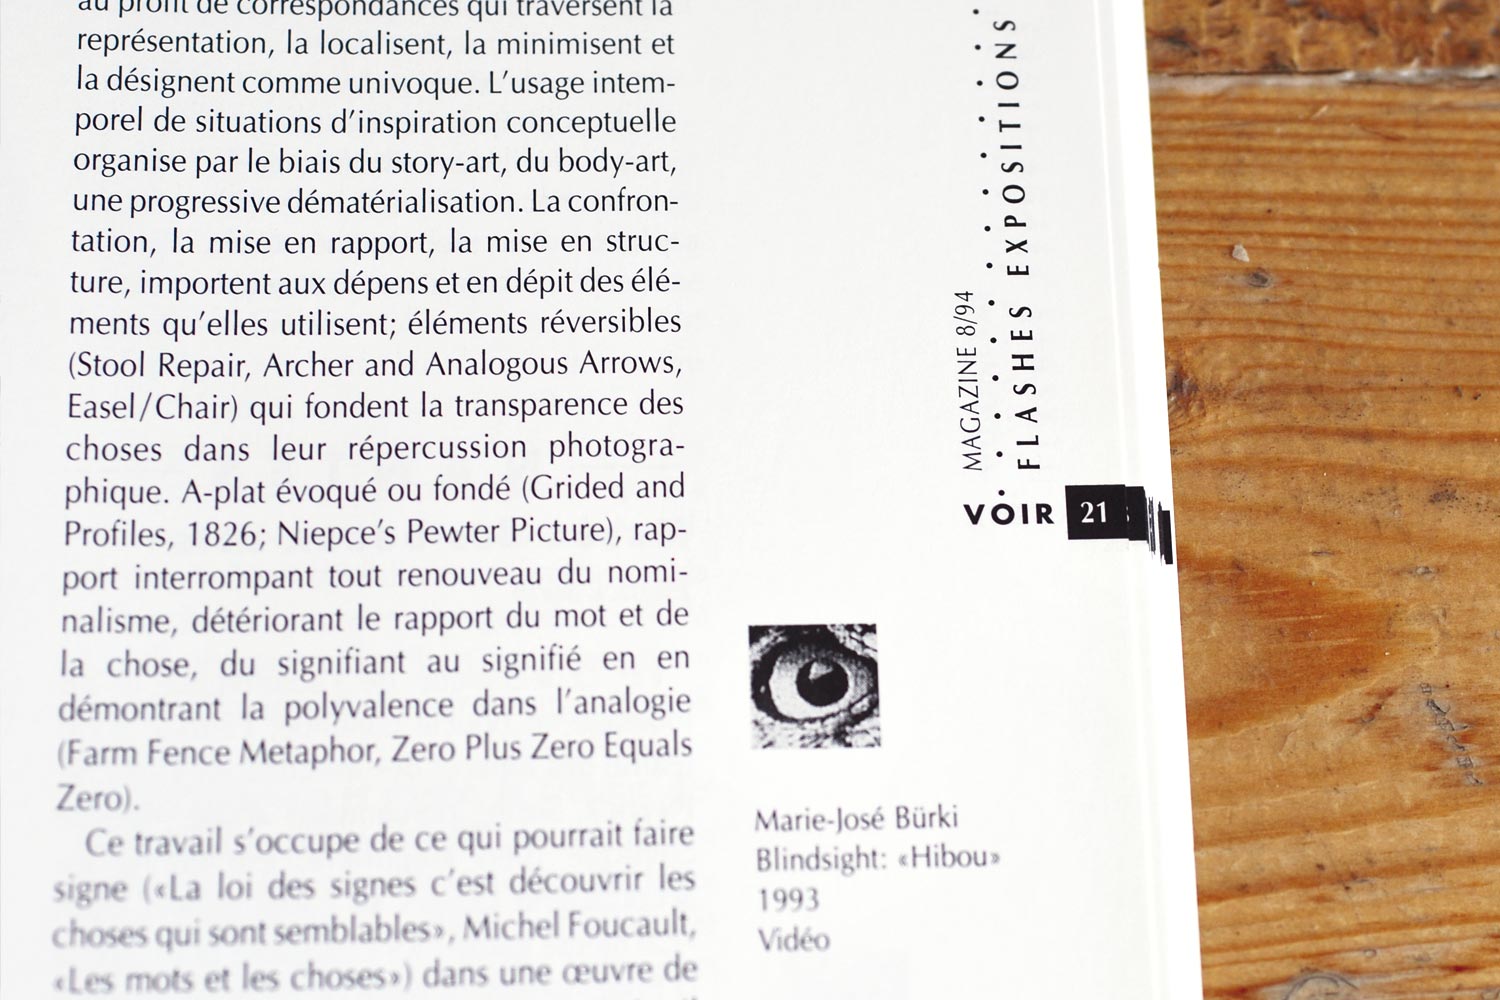 au profit de correspondances qui traversent la
représentation, la localisent, la minimisent et
la désignent comme univoque. L'usage intem-
porel de situations d'inspiration conceptuelle
organise par le biais du story-art, du body-art,
une progressive dématérialisation. La confron-
tation, la mise en rapport, la mise en struc-
ture, importent aux dépens et en dépit des élé-
ments qu'elles utilisent; éléments réversibles
(Stool Repair, Archer and Analogous Arrows,
Easel/Chair) qui fondent la transparence des
choses dans leur répercussion photogra-
phique. A-plat évoqué ou fondé (Grided and
Profiles, 1826; Niepce's Pewter Picture), rap-
port interrompant tout renouveau du nomi-
nalisme, détériorant le rapport du mot et de
la chose, du signifiant au signifié en en
démontrant la polyvalence dans l'analogie
(Farm Fence Metaphor, Zero Plus Zero Equals
Zero).
Ce travail s'occupe de ce qui pourrait faire
signe («La loi des signes c'est découvrir les
choses qui sont semblables», Michel Foucault,
«Les mots et les choses») dans une œuvre de
MAGAZINE 8/94
FLASHES EXPOSITIONS
VOIR 21
Marie-José Bürki
Blindsight: «Hibou»
1993
Vidéo